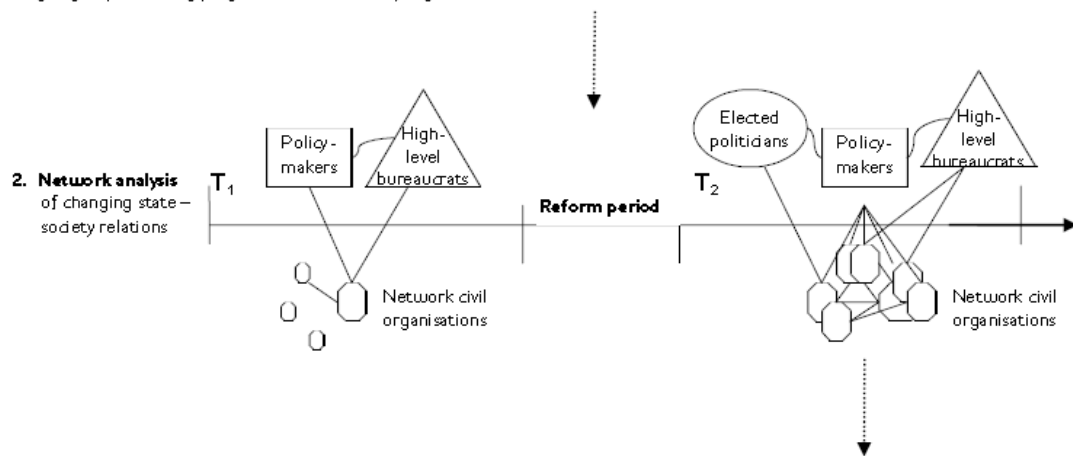 Elected
politicians
Policy-
makers
High-
level
bureaucrats
Policy-
makers
High-
level
bureaucrats
2. Network analysis
of changing state –
society relations
T1
Reform period
T2
Network civil
organisations
Network civil
organisations